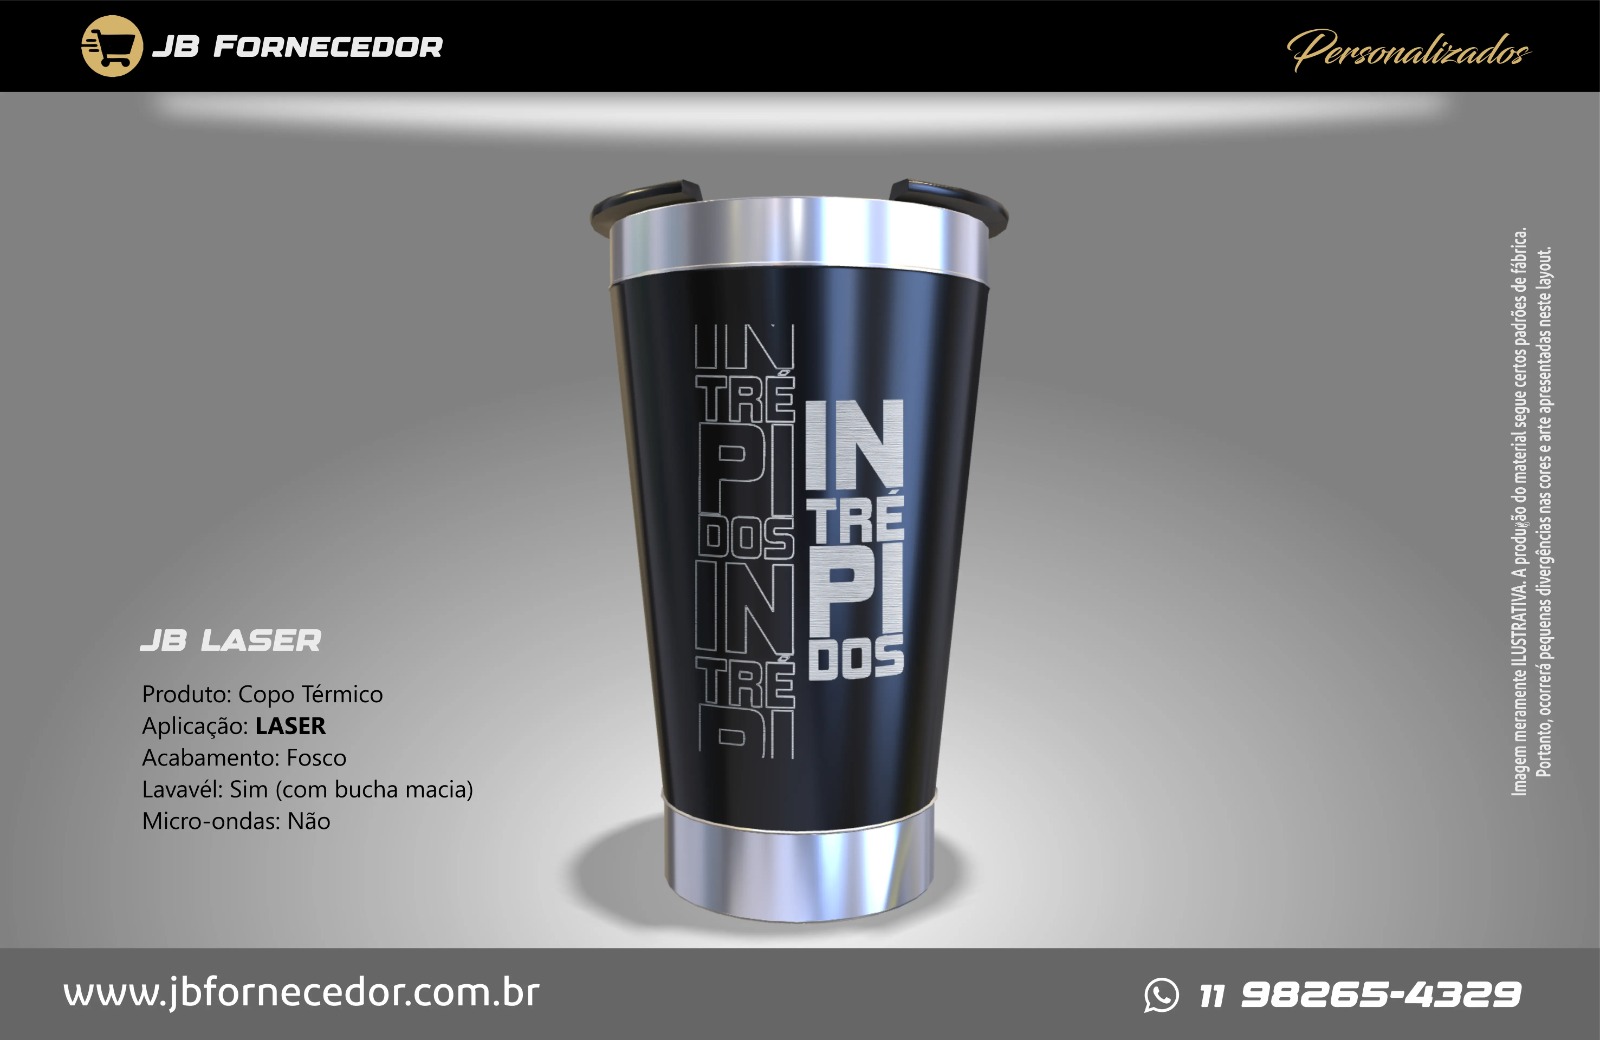 JB FORNECEDOR
Personalizados
IN
TRÉ
PI
DOS
IN
TRÉ
PI
IN
TRÉ
PI
DOS
JB LASER
Produto: Copo Térmico
Aplicação: LASER
Acabamento: Fosco
Lavavél: Sim (com bucha macia)
Micro-ondas: Não
Imagem meramente ILUSTRATIVA. A produção do material segue certos padrões de fábrica.
Portanto, ocorrerá pequenas divergências nas cores e arte apresentadas neste layout.
www.jbfornecedor.com.br
11 98265-4329